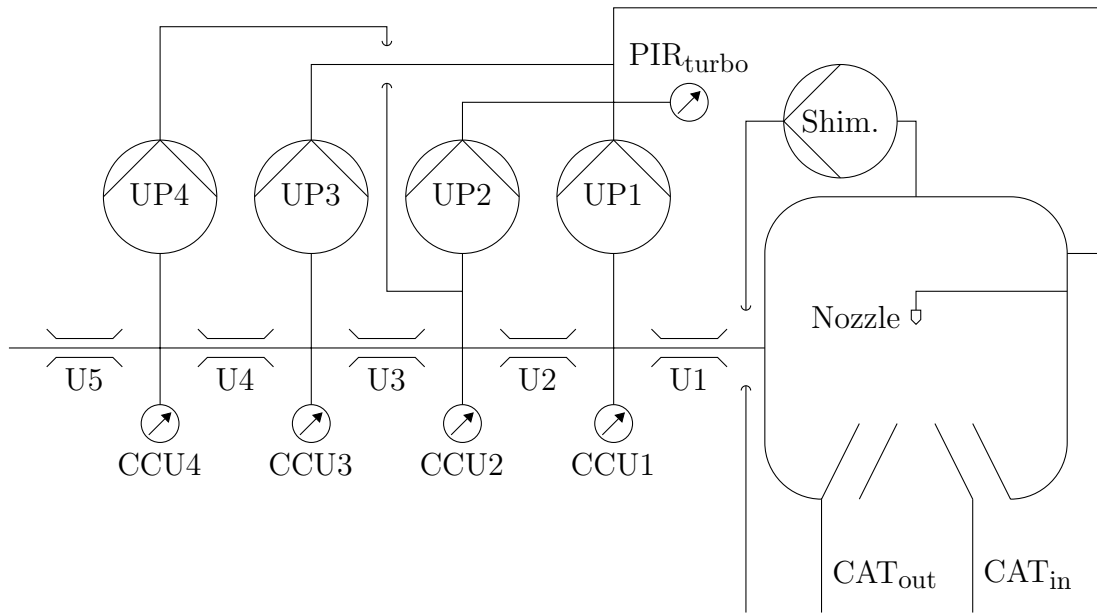 PIR_turbo
Shim.
UP4 UP3 UP2 UP1
Nozzle
U5 U4 U3 U2 U1
CCU4 CCU3 CCU2 CCU1
CAT_out CAT_in